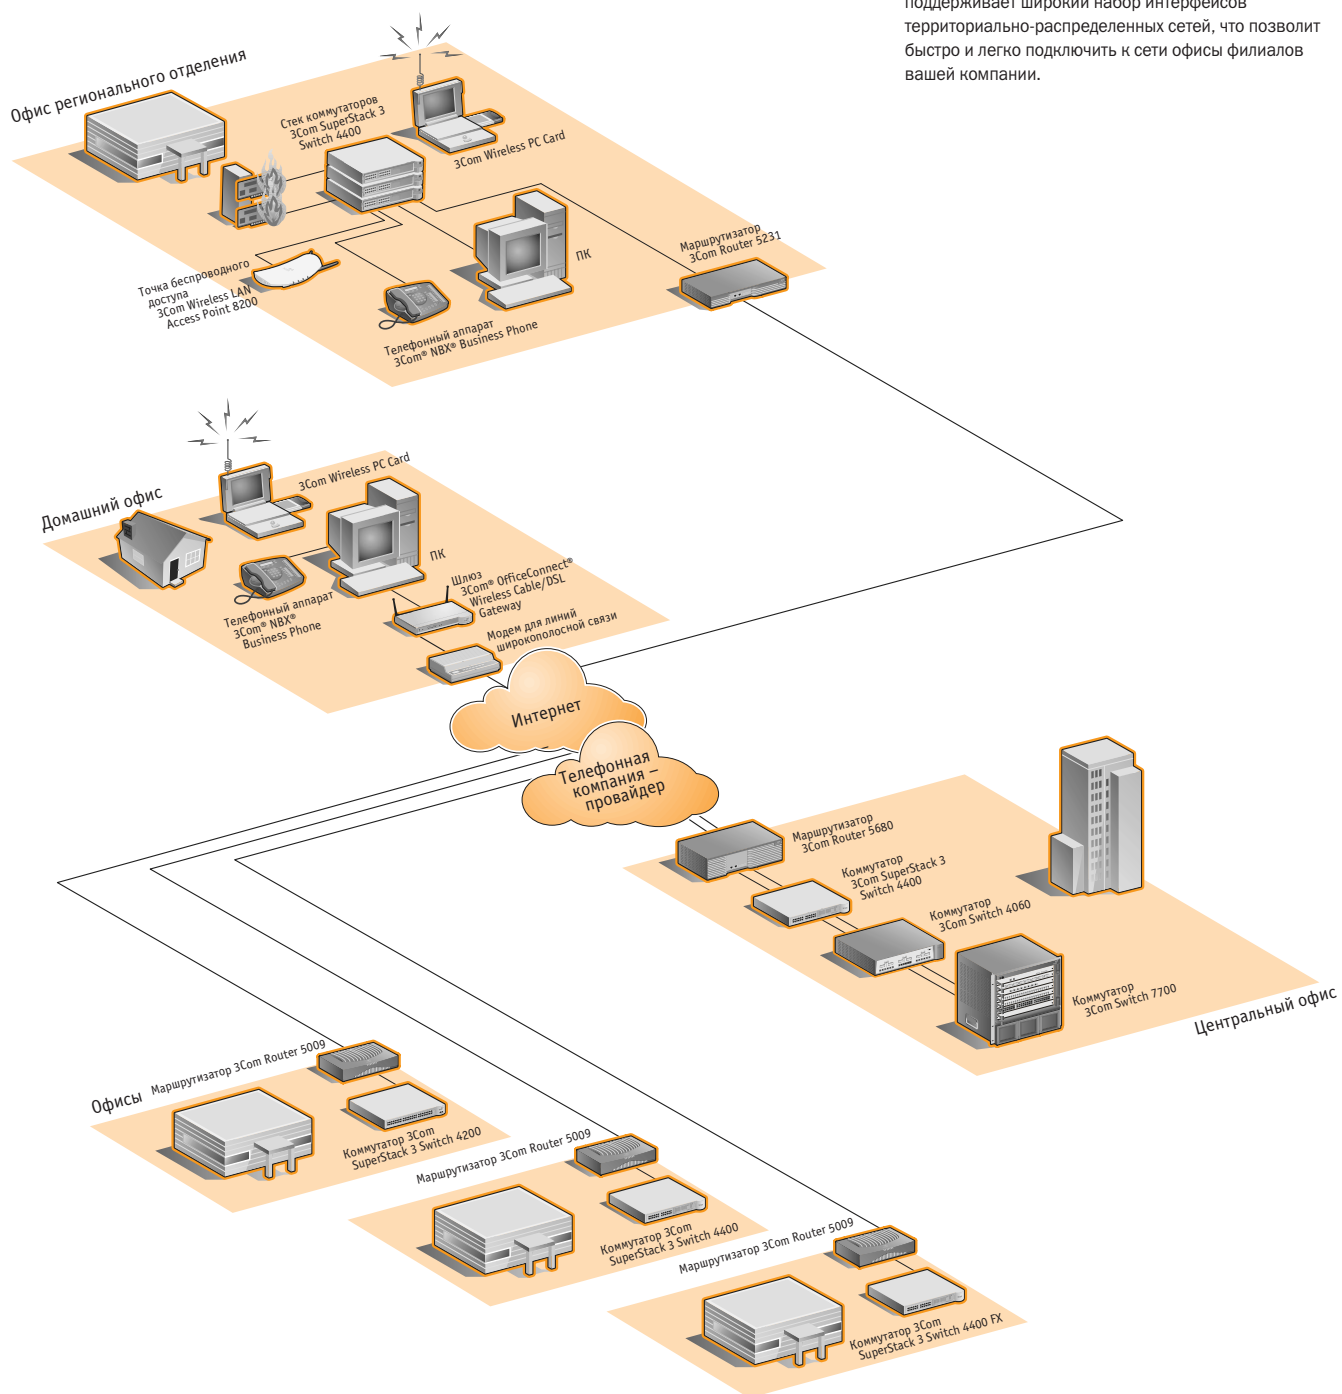 поддерживает широкий набор интерфейсов
территориально-распределенных сетей, что позволит
быстро и легко подключить к сети офисы филиалов
вашей компании.
Офис регионального отделения
Стек коммутаторов
3Com SuperStack 3
Switch 4400
3Com Wireless PC Card
Маршрутизатор
3Com Router 5231
ПК
Точка беспроводного
доступа
3Com Wireless LAN
Access Point 8200
Телефонный аппарат
3Com® NBX® Business Phone
Домашний офис
3Com Wireless PC Card
ПК
Шлюз
3Com® OfficeConnect®
Wireless Cable/DSL
Gateway
Телефонный аппарат
3Com® NBX®
Business Phone
Модем для линий
широкополосной связи
Интернет
Телефонная
компания –
провайдер
Маршрутизатор
3Com Router 5680
Коммутатор
3Com SuperStack 3
Switch 4400
Коммутатор
3Com Switch 4060
Коммутатор
3Com Switch 7700
Центральный офис
Офисы
Маршрутизатор 3Com Router 5009
Коммутатор 3Com
SuperStack 3 Switch 4200
Маршрутизатор 3Com Router 5009
Коммутатор 3Com
SuperStack 3 Switch 4400
Маршрутизатор 3Com Router 5009
Коммутатор 3Com
SuperStack 3 Switch 4400 FX